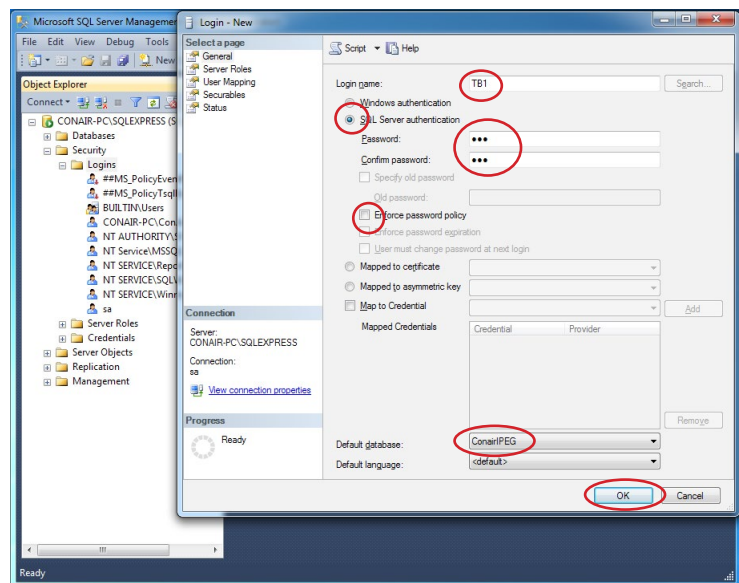 Microsoft SQL Server Managemen
File Edit View Debug Tools
New
Object Explorer
Connect
CONAIR-PC\SQLEXPRESS (S
Databases
Security
Logins
##MS_PolicyEven
##MS_PolicyTsqlI
BUILTIN\Users
CONAIR-PC\Con
NT AUTHORITY\S
NT Service\MSSQ
NT SERVICE\Repo
NT SERVICE\SQLV
NT SERVICE\Winr
sa
Server Roles
Credentials
Server Objects
Replication
Management
Ready
Login - New
Select a page
General
Server Roles
User Mapping
Securables
Status
Connection
Server:
CONAIR-PC\SQLEXPRESS
Connection:
sa
View connection properties
Progress
Ready
Script Help
Login name: TB1 Search...
Windows authentication
SQL Server authentication
Password: •••
Confirm password: •••
Specify old password
Old password:
Enforce password policy
Enforce password expiration
User must change password at next login
Mapped to certificate
Mapped to asymmetric key
Map to Credential Add
Mapped Credentials Credential Provider
Remove
Default database: ConairIPEG
Default language: <default>
OK Cancel